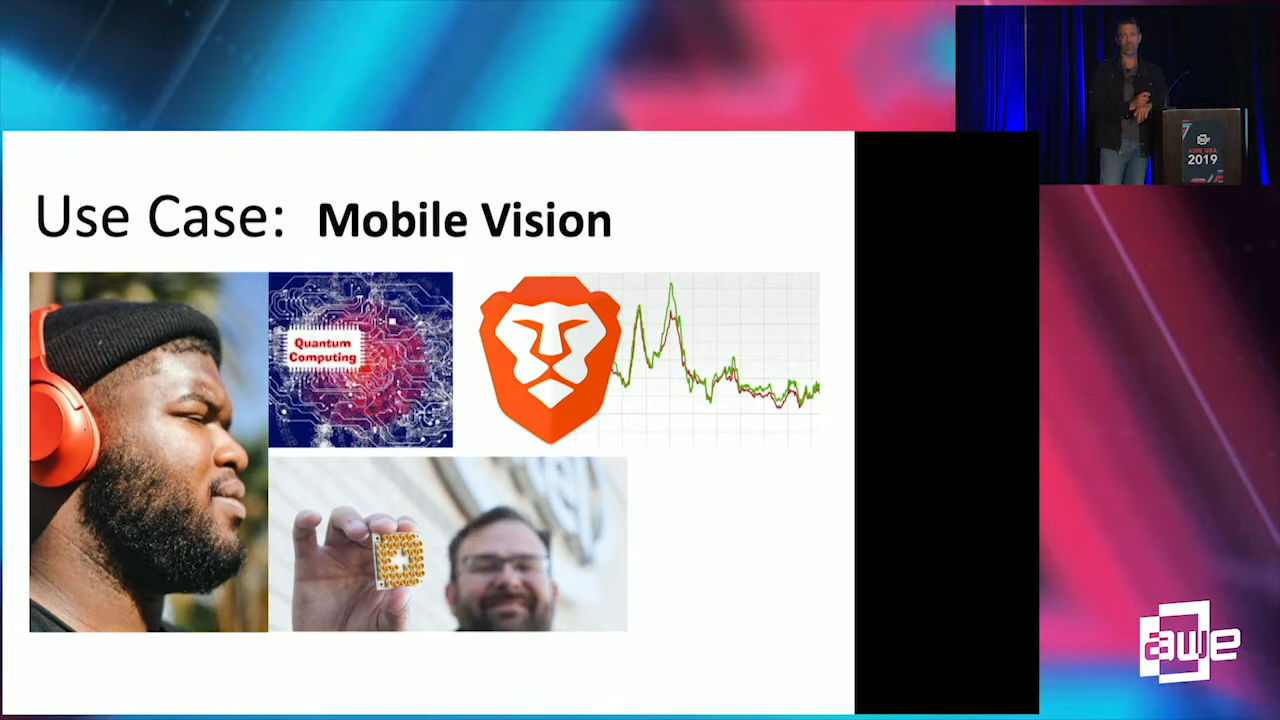 Use Case: Mobile Vision
Quantum
Computing
AWE USA
2019
awe